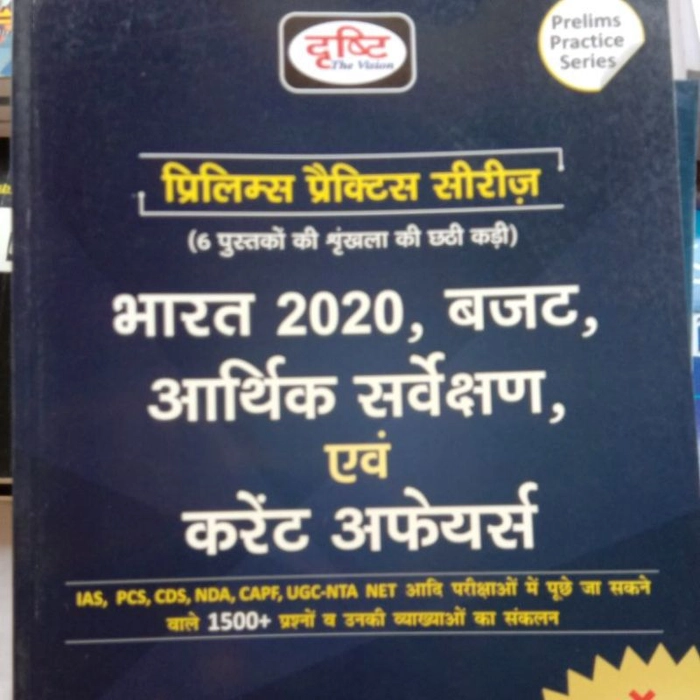 दृष्टि
The Vision
Prelims
Practice
Series
प्रिलिम्स प्रैक्टिस सीरीज़
(6 पुस्तकों की शृंखला की छठी कड़ी)
भारत 2020, बजट,
आर्थिक सर्वेक्षण,
एवं
करेंट अफेयर्स
IAS, PCS, CDS, NDA, CAPF, UGC-NTA NET आदि परीक्षाओं में पूछे जा सकने
वाले 1500+ प्रश्नों व उनकी व्याख्याओं का संकलन